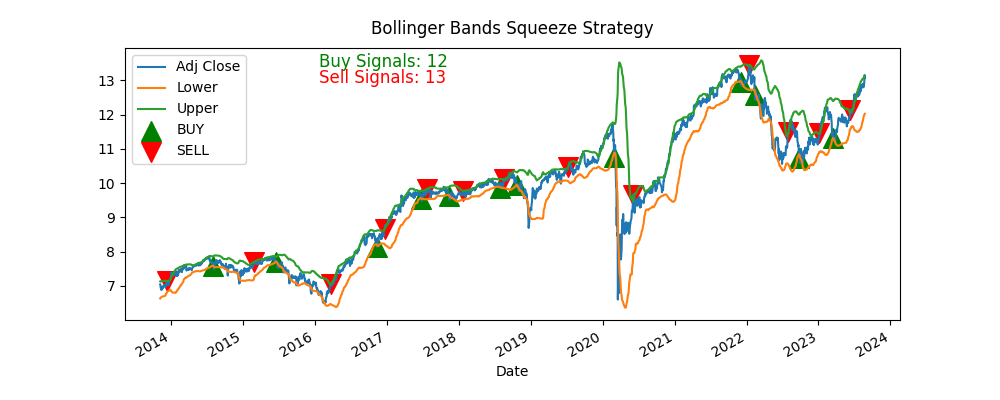 Bollinger Bands Squeeze Strategy
Adj Close
Lower
Upper
BUY
SELL
Buy Signals: 12
Sell Signals: 13
13
12
11
10
9
8
7
2014
2015
2016
2017
2018
2019
2020
2021
2022
2023
2024
Date